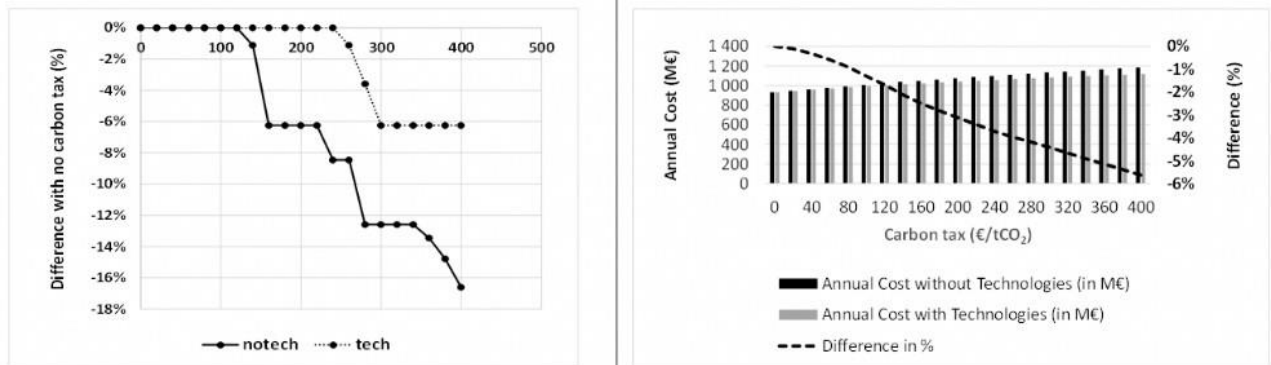 Difference with no carbon tax (%)
0%
-2%
-4%
-6%
-8%
-10%
-12%
-14%
-16%
-18%
0 100 200 300 400 500
notech tech
Annual Cost (M€)
1 400
1 200
1 000
800
600
400
200
0
0%
-1%
-2%
-3%
-4%
-5%
-6%
Difference (%)
0 40 80 120 160 200 240 280 320 360 400
Carbon tax (€/tCO₂)
Annual Cost without Technologies (in M€)
Annual Cost with Technologies (in M€)
Difference in %